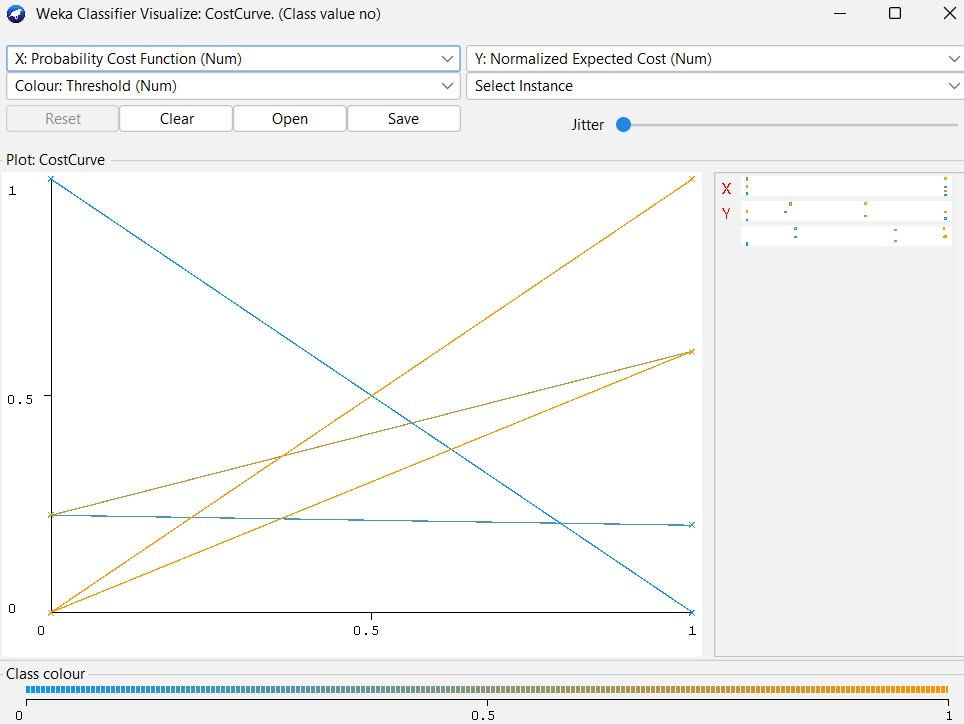 Weka Classifier Visualize: CostCurve. (Class value no)
X: Probability Cost Function (Num)
Y: Normalized Expected Cost (Num)
Colour: Threshold (Num)
Select Instance
Reset
Clear
Open
Save
Jitter
Plot: CostCurve
1
0.5
0
0
0.5
1
X
Y
Class colour
0
0.5
1